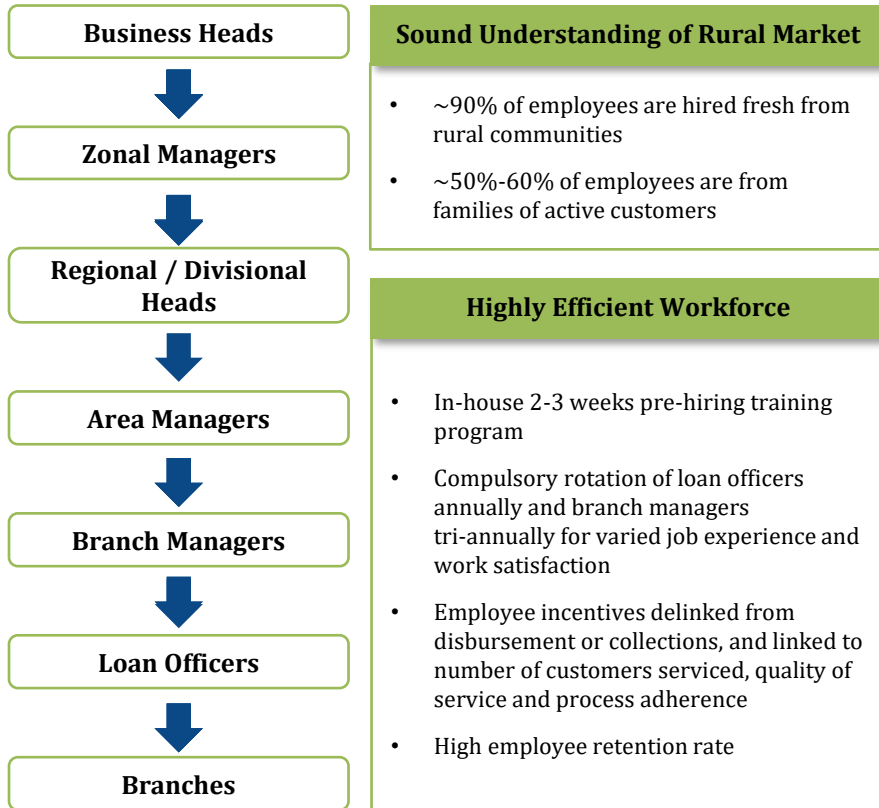 Business Heads
Zonal Managers
Regional / Divisional
Heads
Area Managers
Branch Managers
Loan Officers
Branches
Sound Understanding of Rural Market
• ~90% of employees are hired fresh from
rural communities
• ~50%-60% of employees are from
families of active customers
Highly Efficient Workforce
• In-house 2-3 weeks pre-hiring training
program
• Compulsory rotation of loan officers
annually and branch managers
tri-annually for varied job experience and
work satisfaction
• Employee incentives delinked from
disbursement or collections, and linked to
number of customers serviced, quality of
service and process adherence
• High employee retention rate